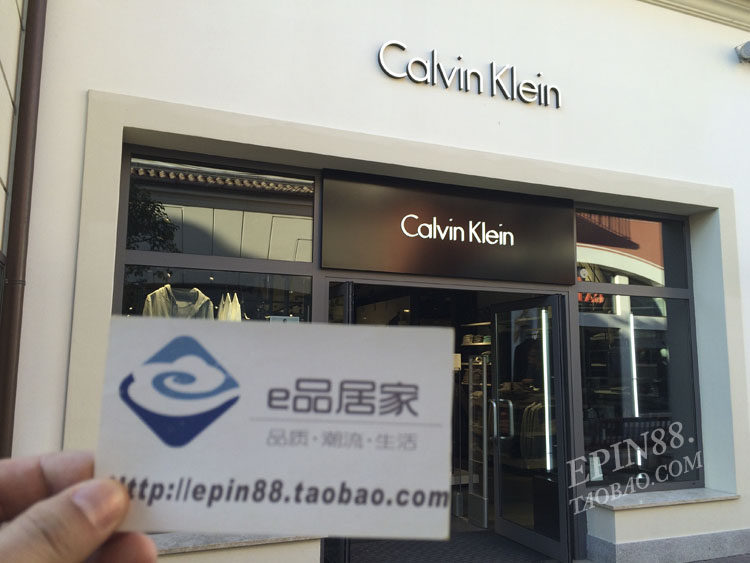 Calvin Klein
Calvin Klein
e品居家
品质·潮流·生活
Http://epin88.taobao.com
EPIN88.
TAOBAO.COM